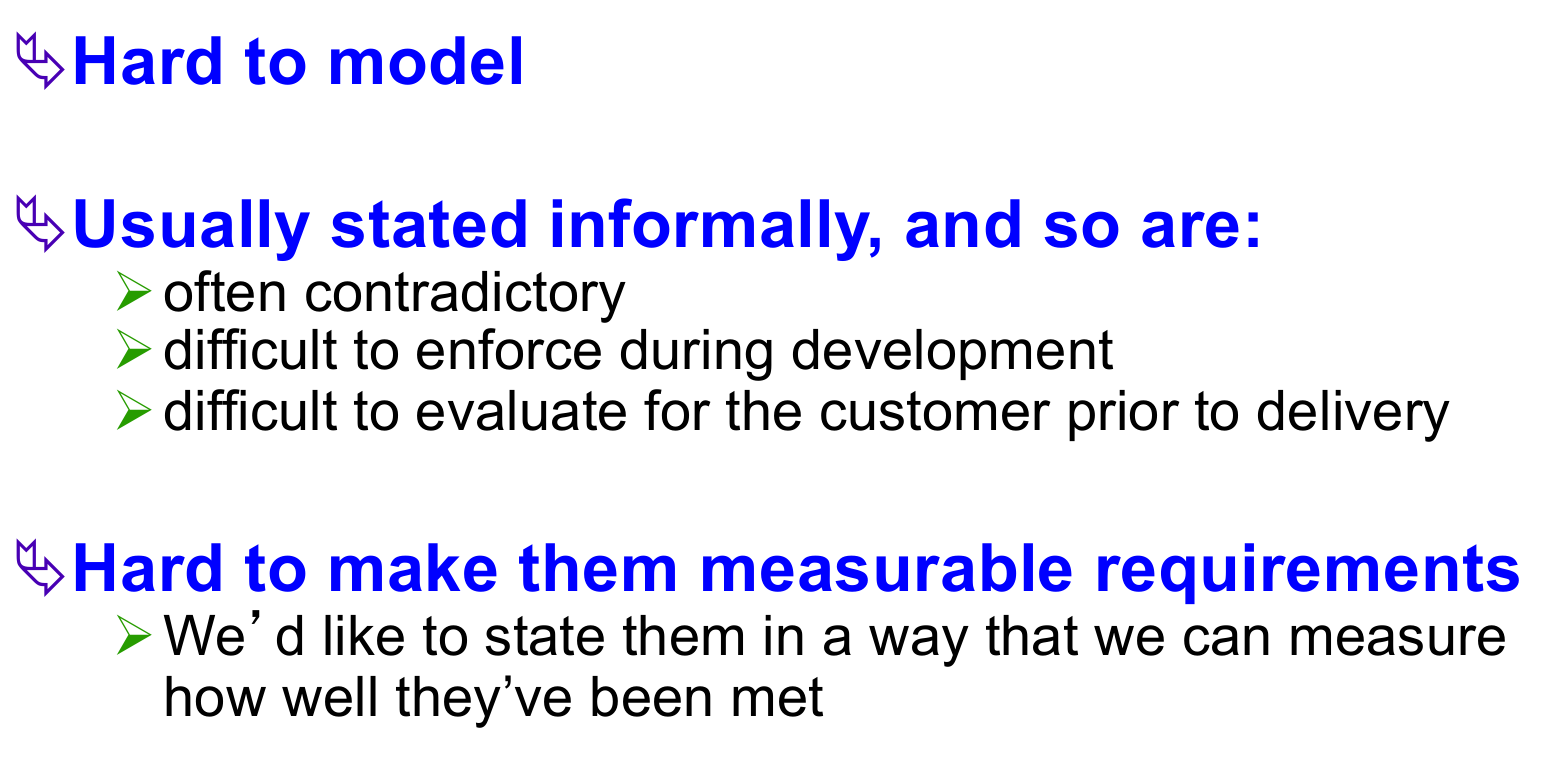 Hard to model
Usually stated informally, and so are:
often contradictory
difficult to enforce during development
difficult to evaluate for the customer prior to delivery
Hard to make them measurable requirements
We’ d like to state them in a way that we can measure
how well they’ve been met